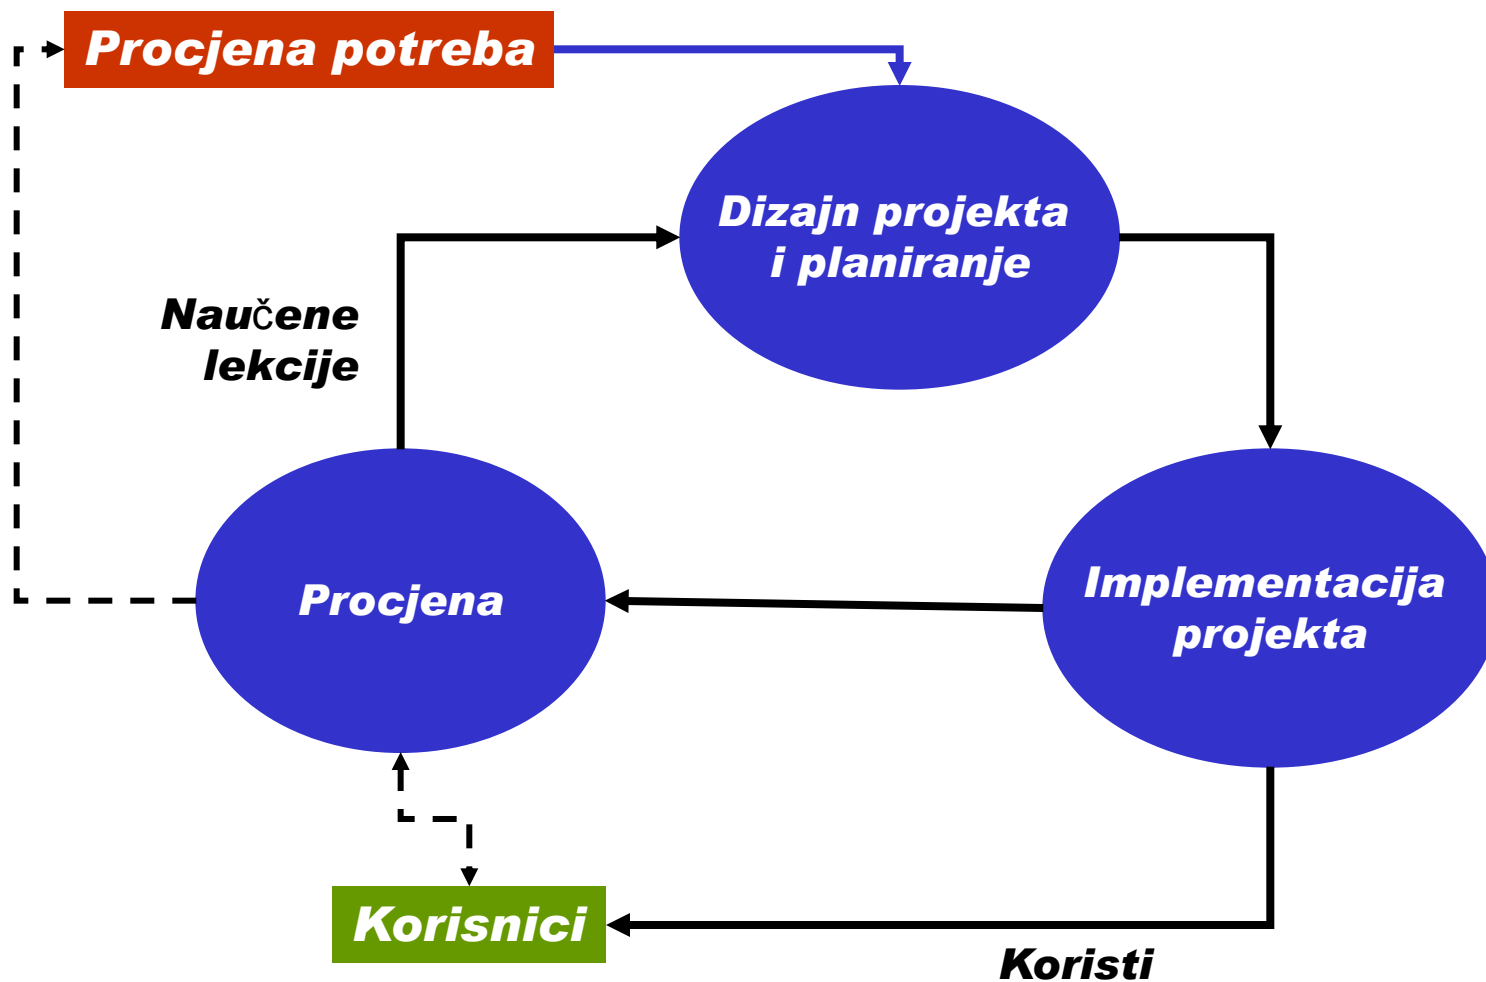 Procjena potreba
Dizajn projekta
i planiranje
Naučene
lekcije
Procjena
Implementacija
projekta
Korisnici
Koristi